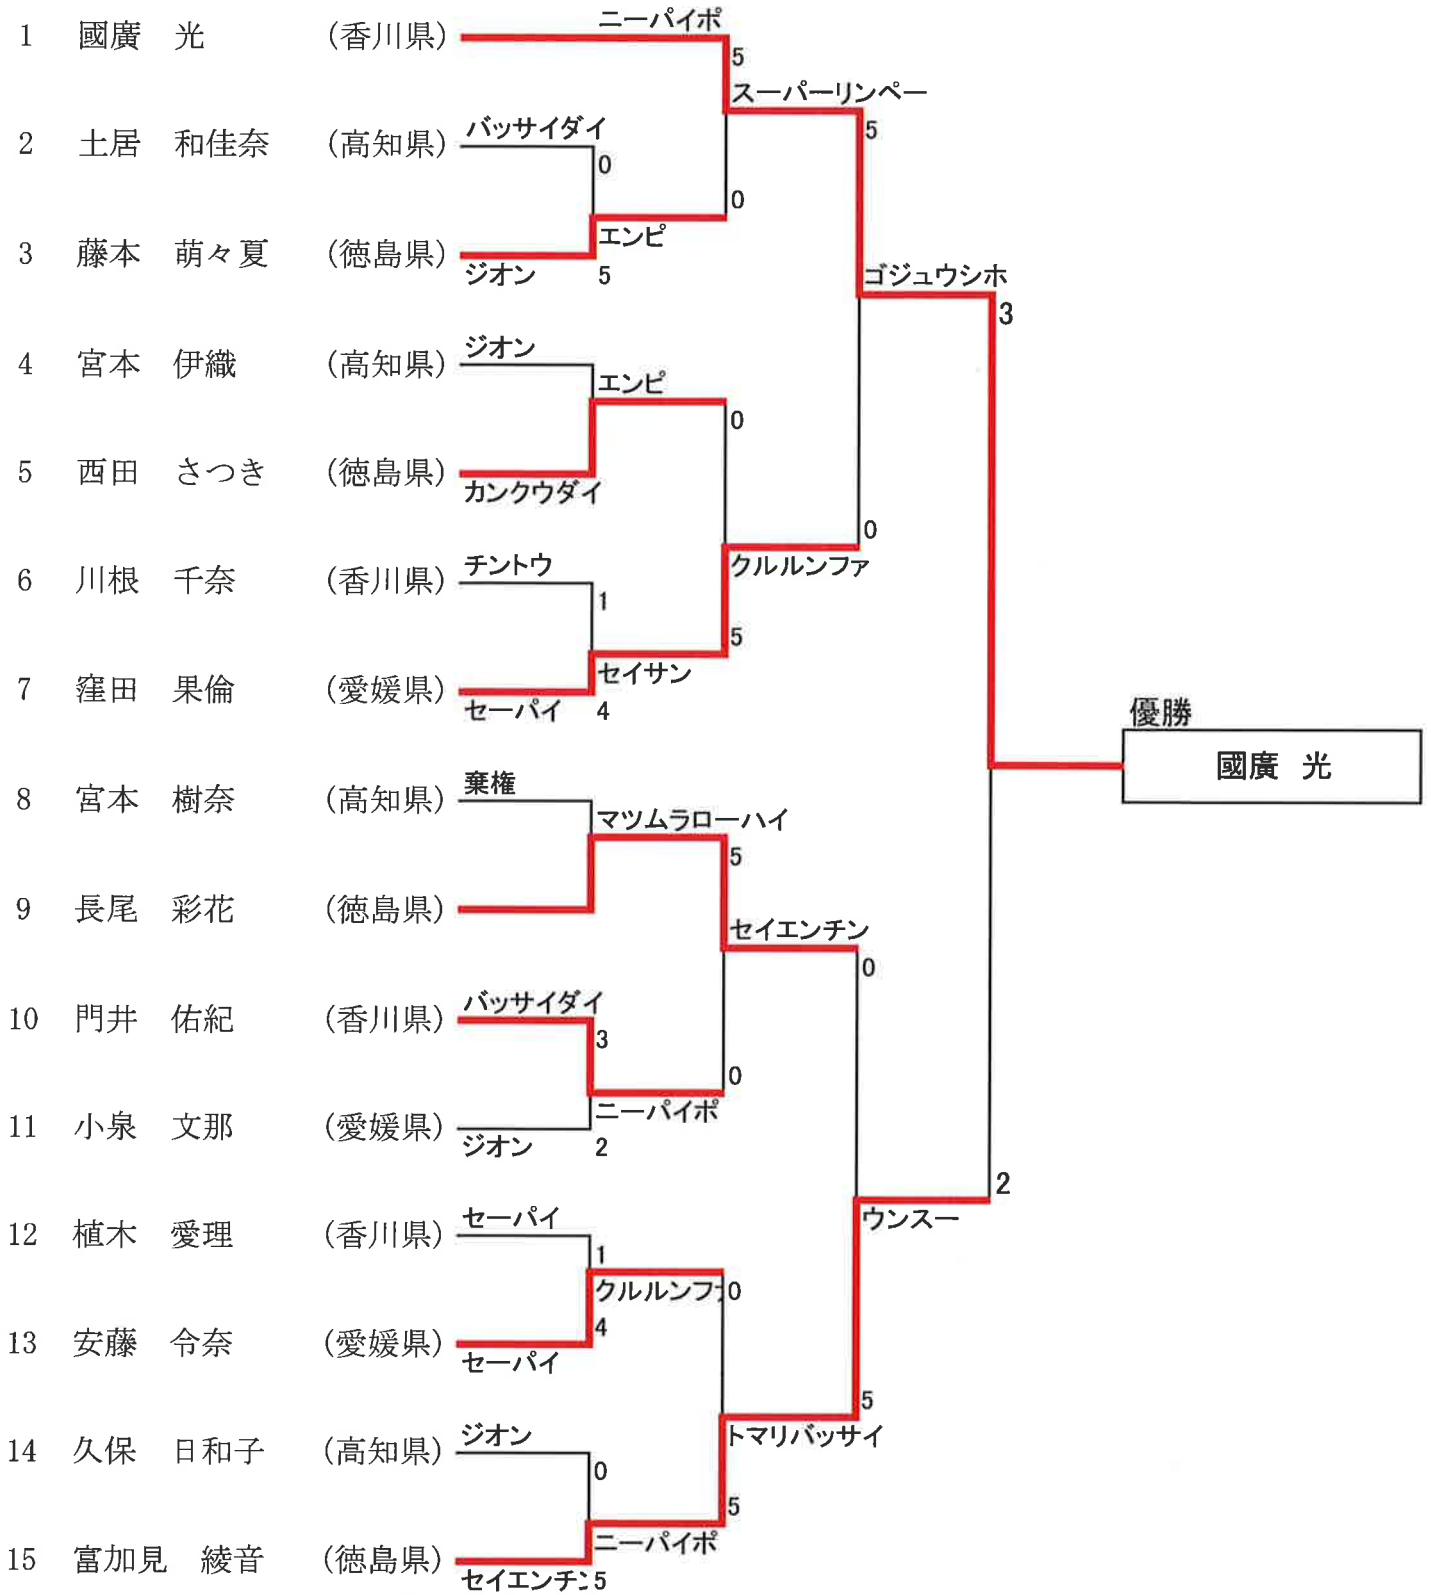 1 國廣 光 (香川県) ニーパイポ
5
スーパーリンペー
5
2 土居 和佳奈 (高知県) バッサイダイ
0
0
エンピ
3 藤本 萌々夏 (徳島県) ジオン 5
ゴジュウシホ
3
4 宮本 伊織 (高知県) ジオン
エンピ
0
5 西田 さつき (徳島県) カンクウダイ
0
クルルンファ
6 川根 千奈 (香川県) チントウ
1
5
セイサン
7 窪田 果倫 (愛媛県) セーパイ 4
優勝
國廣 光
8 宮本 樹奈 (高知県) 棄権
マツムラローハイ
5
9 長尾 彩花 (徳島県)
セイエンチン
0
10 門井 佑紀 (香川県) バッサイダイ
3
0
ニーパイポ
11 小泉 文那 (愛媛県) ジオン 2
2
ウンスー
12 植木 愛理 (香川県) セーパイ
1
クルルンファ 0
4
13 安藤 令奈 (愛媛県) セーパイ
5
トマリバッサイ
14 久保 日和子 (高知県) ジオン
0
5
ニーパイポ
15 富加見 綾音 (徳島県) セイエンチン 5